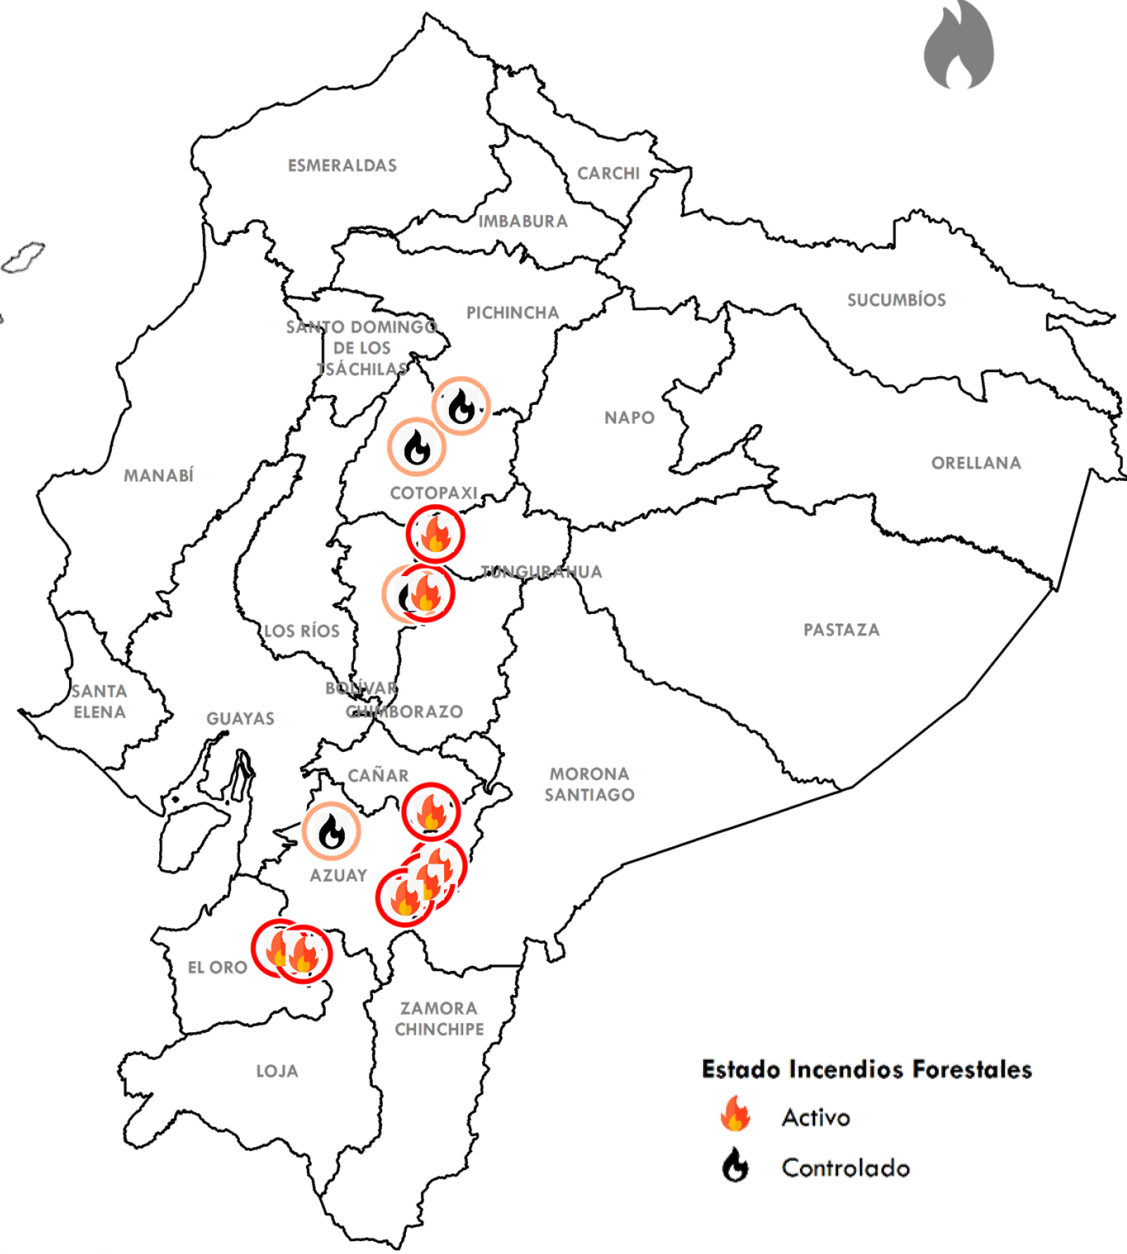 ESMERALDAS
CARCHI
IMBABURA
SUCUMBÍOS
PICHINCHA
SANTO DOMINGO
DE LOS
TSÁCHILAS
NAPO
ORELLANA
MANABÍ
COTOPAXI
TUNGURAHUA
PASTAZA
LOS RÍOS
SANTA
ELENA
BOLÍVAR
CHIMBORAZO
GUAYAS
CAÑAR
MORONA
SANTIAGO
AZUAY
EL ORO
ZAMORA
CHINCHIPE
LOJA
Estado Incendios Forestales
Activo
Controlado